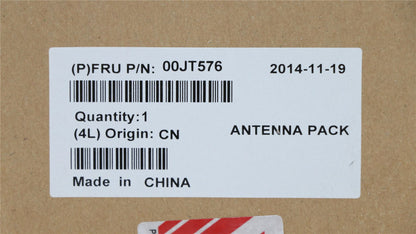 (P)FRU P/N: 00JT576 2014-11-19
Quantity:1
(4L) Origin: CN ANTENNA PACK
Made in CHINA